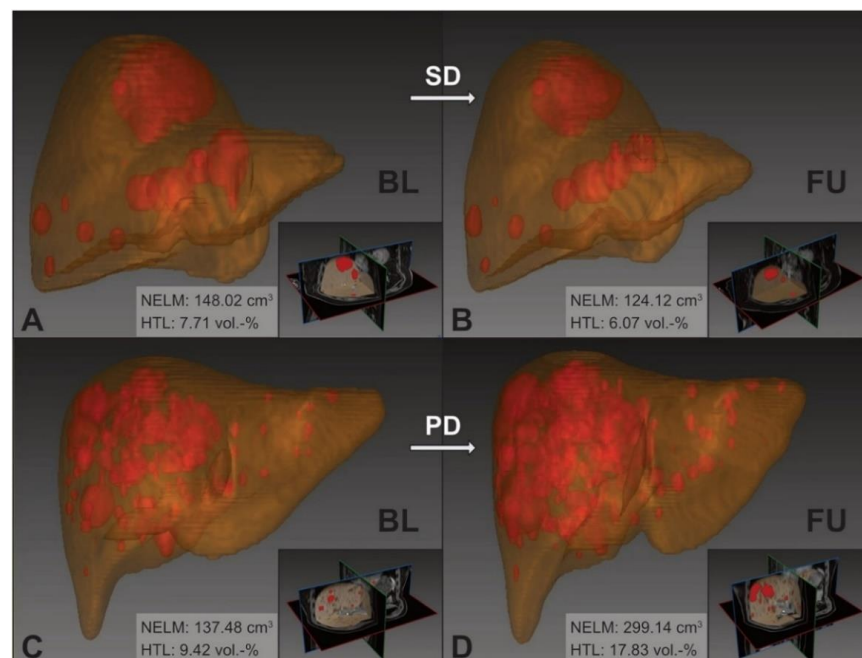 SD
BL
FU
NELM: 148.02 cm³
HTL: 7.71 vol.-%
A
NELM: 124.12 cm³
HTL: 6.07 vol.-%
B
PD
BL
FU
NELM: 137.48 cm³
HTL: 9.42 vol.-%
C
NELM: 299.14 cm³
HTL: 17.83 vol.-%
D